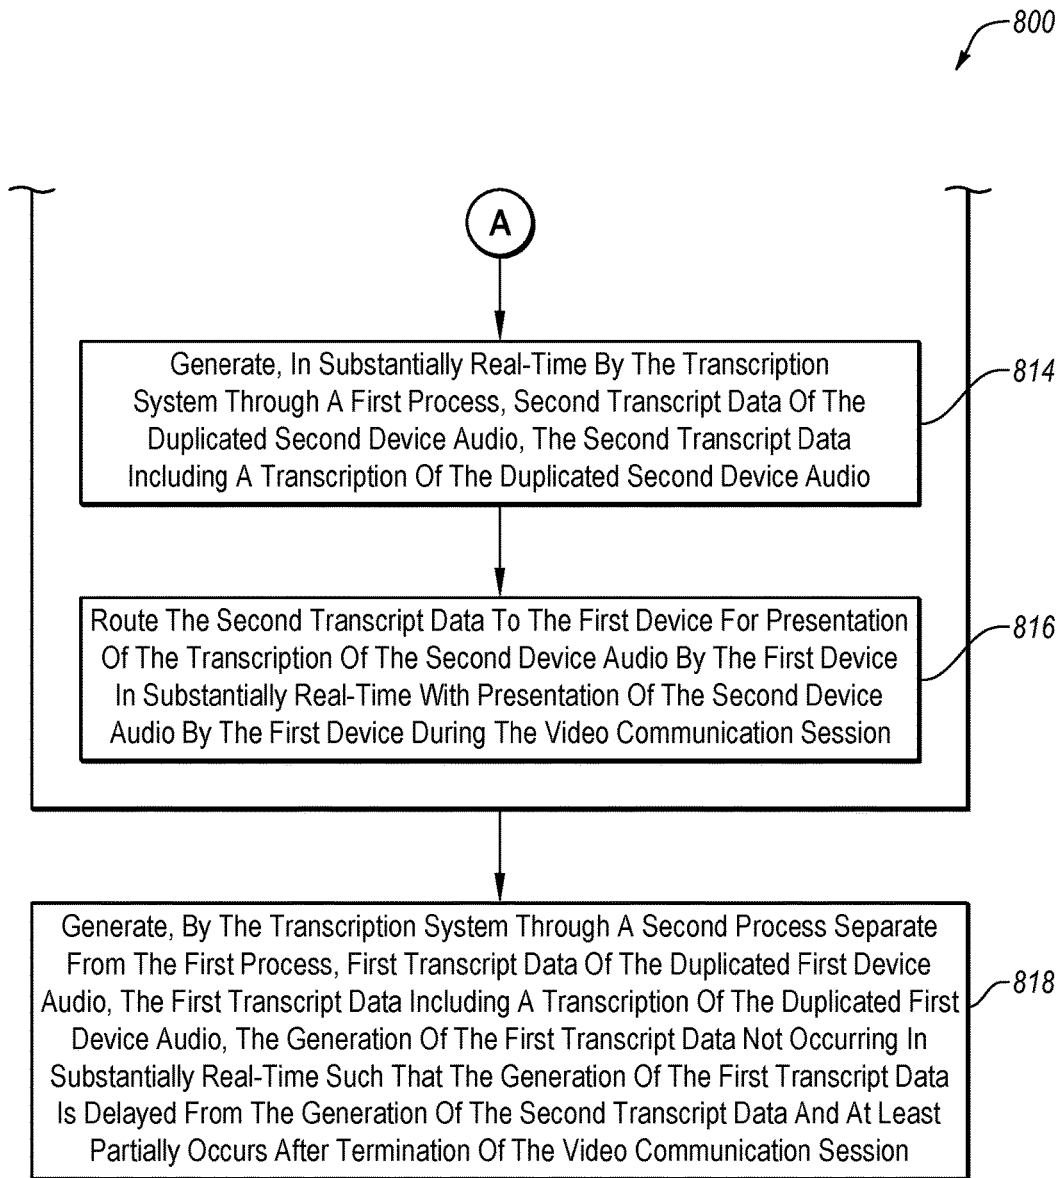 800
A
Generate, In Substantially Real-Time By The Transcription
System Through A First Process, Second Transcript Data Of The
Duplicated Second Device Audio, The Second Transcript Data
Including A Transcription Of The Duplicated Second Device Audio
814
Route The Second Transcript Data To The First Device For Presentation
Of The Transcription Of The Second Device Audio By The First Device
In Substantially Real-Time With Presentation Of The Second Device
Audio By The First Device During The Video Communication Session
816
Generate, By The Transcription System Through A Second Process Separate
From The First Process, First Transcript Data Of The Duplicated First Device
Audio, The First Transcript Data Including A Transcription Of The Duplicated First
Device Audio, The Generation Of The First Transcript Data Not Occurring In
Substantially Real-Time Such That The Generation Of The First Transcript Data
Is Delayed From The Generation Of The Second Transcript Data And At Least
Partially Occurs After Termination Of The Video Communication Session
818